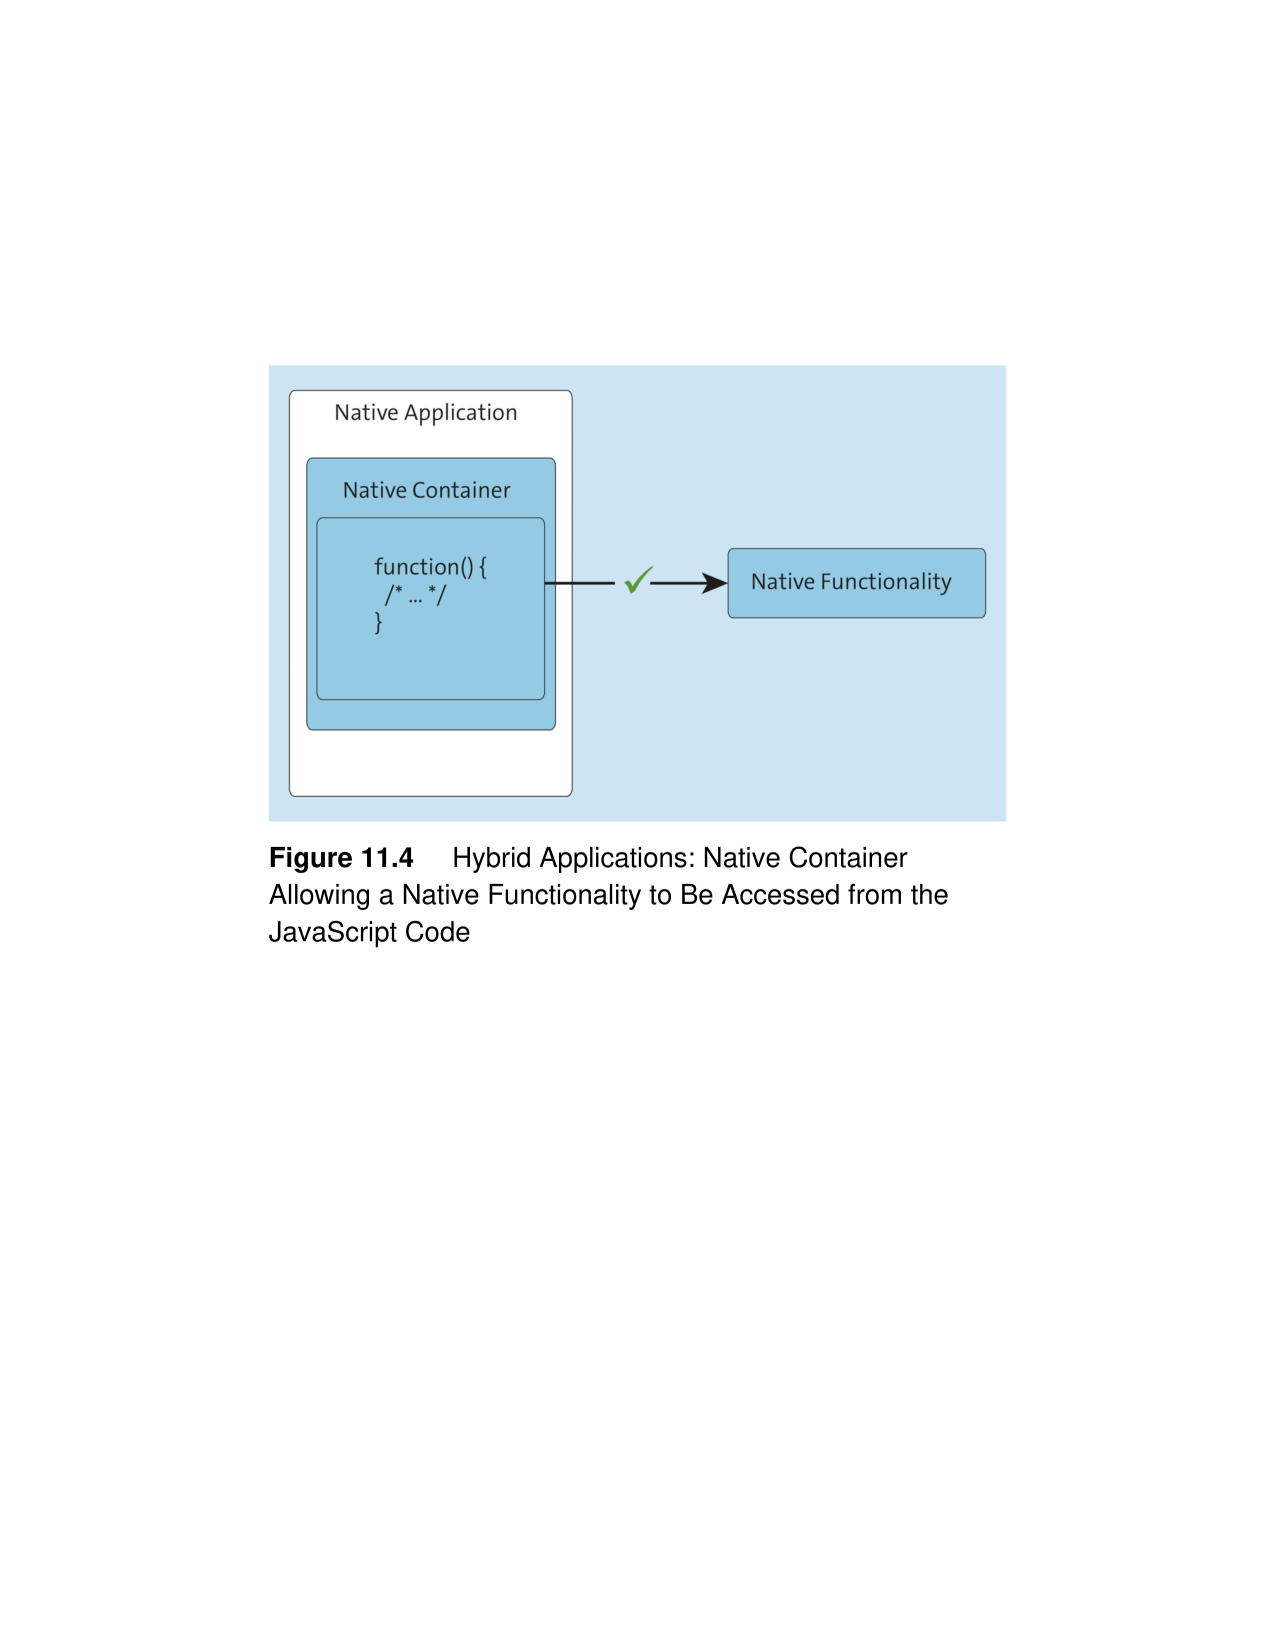 Native Application
Native Container
function() {
/* ... */
}
Native Functionality
Figure 11.4 Hybrid Applications: Native Container
Allowing a Native Functionality to Be Accessed from the
JavaScript Code